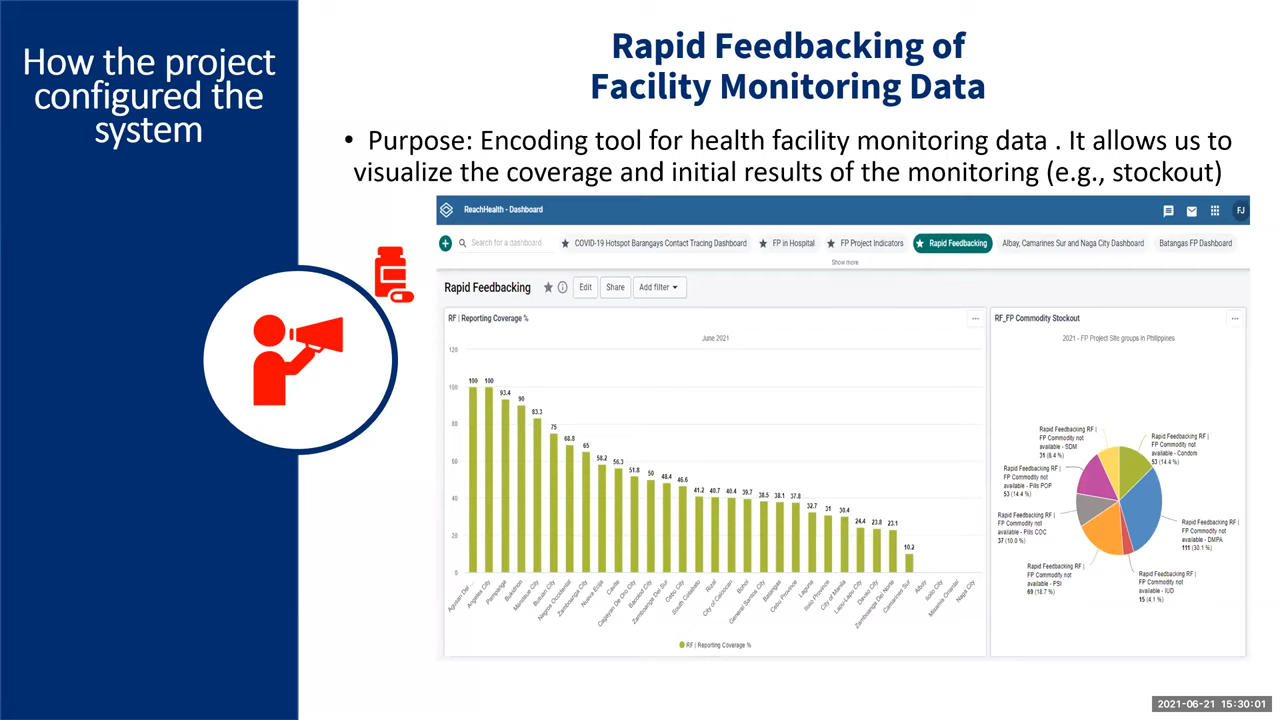 How the project
configured the
system
Rapid Feedbacking of
Facility Monitoring Data
• Purpose: Encoding tool for health facility monitoring data . It allows us to
visualize the coverage and initial results of the monitoring (e.g., stockout)
ReachHealth - Dashboard
FJ
Search for a dashboard
COVID-19 Hotspot Barangays Contact Tracing Dashboard
FP in Hospital
FP Project Indicators
Rapid Feedbacking
Albay, Camarines Sur and Naga City Dashboard
Batangas FP Dashboard
Show more
Rapid Feedbacking
Edit
Share
Add filter
RF | Reporting Coverage %
June 2021
120
100
80
60
40
20
0
100
100
93.4
90
83.3
75
68.8
65
58.2
56.3
51.8
50
48.4
46.6
41.2
40.7
40.4
39.7
38.5
38.1
37.8
32.7
31
30.4
24.4
23.8
23.1
10.2
Agusan Del ...
Angeles City
Pampanga
Bukidnon
Mandaue City
Butuan City
Negros Occidental
Zamboanga City
Nueva Ecija
Cavite
Cagayan De Oro City
Bacolod City
Zamboanga Del Sur
Cebu City
South Cotabato
Rizal
City of Caloocan
Bohol
General Santos City
Batangas
Cebu Province
Laguna
Iloilo Province
City of Manila
Lapu-Lapu City
Davao City
Zamboanga Del Norte
Camarines Sur
Albay
Iloilo City
Misamis Oriental
Naga City
RF | Reporting Coverage %
RF_FP Commodity Stockout
2021 - FP Project Site groups in Philippines
Rapid Feedbacking RF |
FP Commodity not
available - SDM
31 (8.4 %)
Rapid Feedbacking RF |
FP Commodity not
available - Condom
53 (14.4 %)
Rapid Feedbacking RF |
FP Commodity not
available - Pills POP
53 (14.4 %)
Rapid Feedbacking RF |
FP Commodity not
available - Pills COC
37 (10.0 %)
Rapid Feedbacking RF |
FP Commodity not
available - DMPA
111 (30.1 %)
Rapid Feedbacking RF |
FP Commodity not
available - PSI
69 (18.7 %)
Rapid Feedbacking RF |
FP Commodity not
available - IUD
15 (4.1 %)
2021-06-21 15:30:01